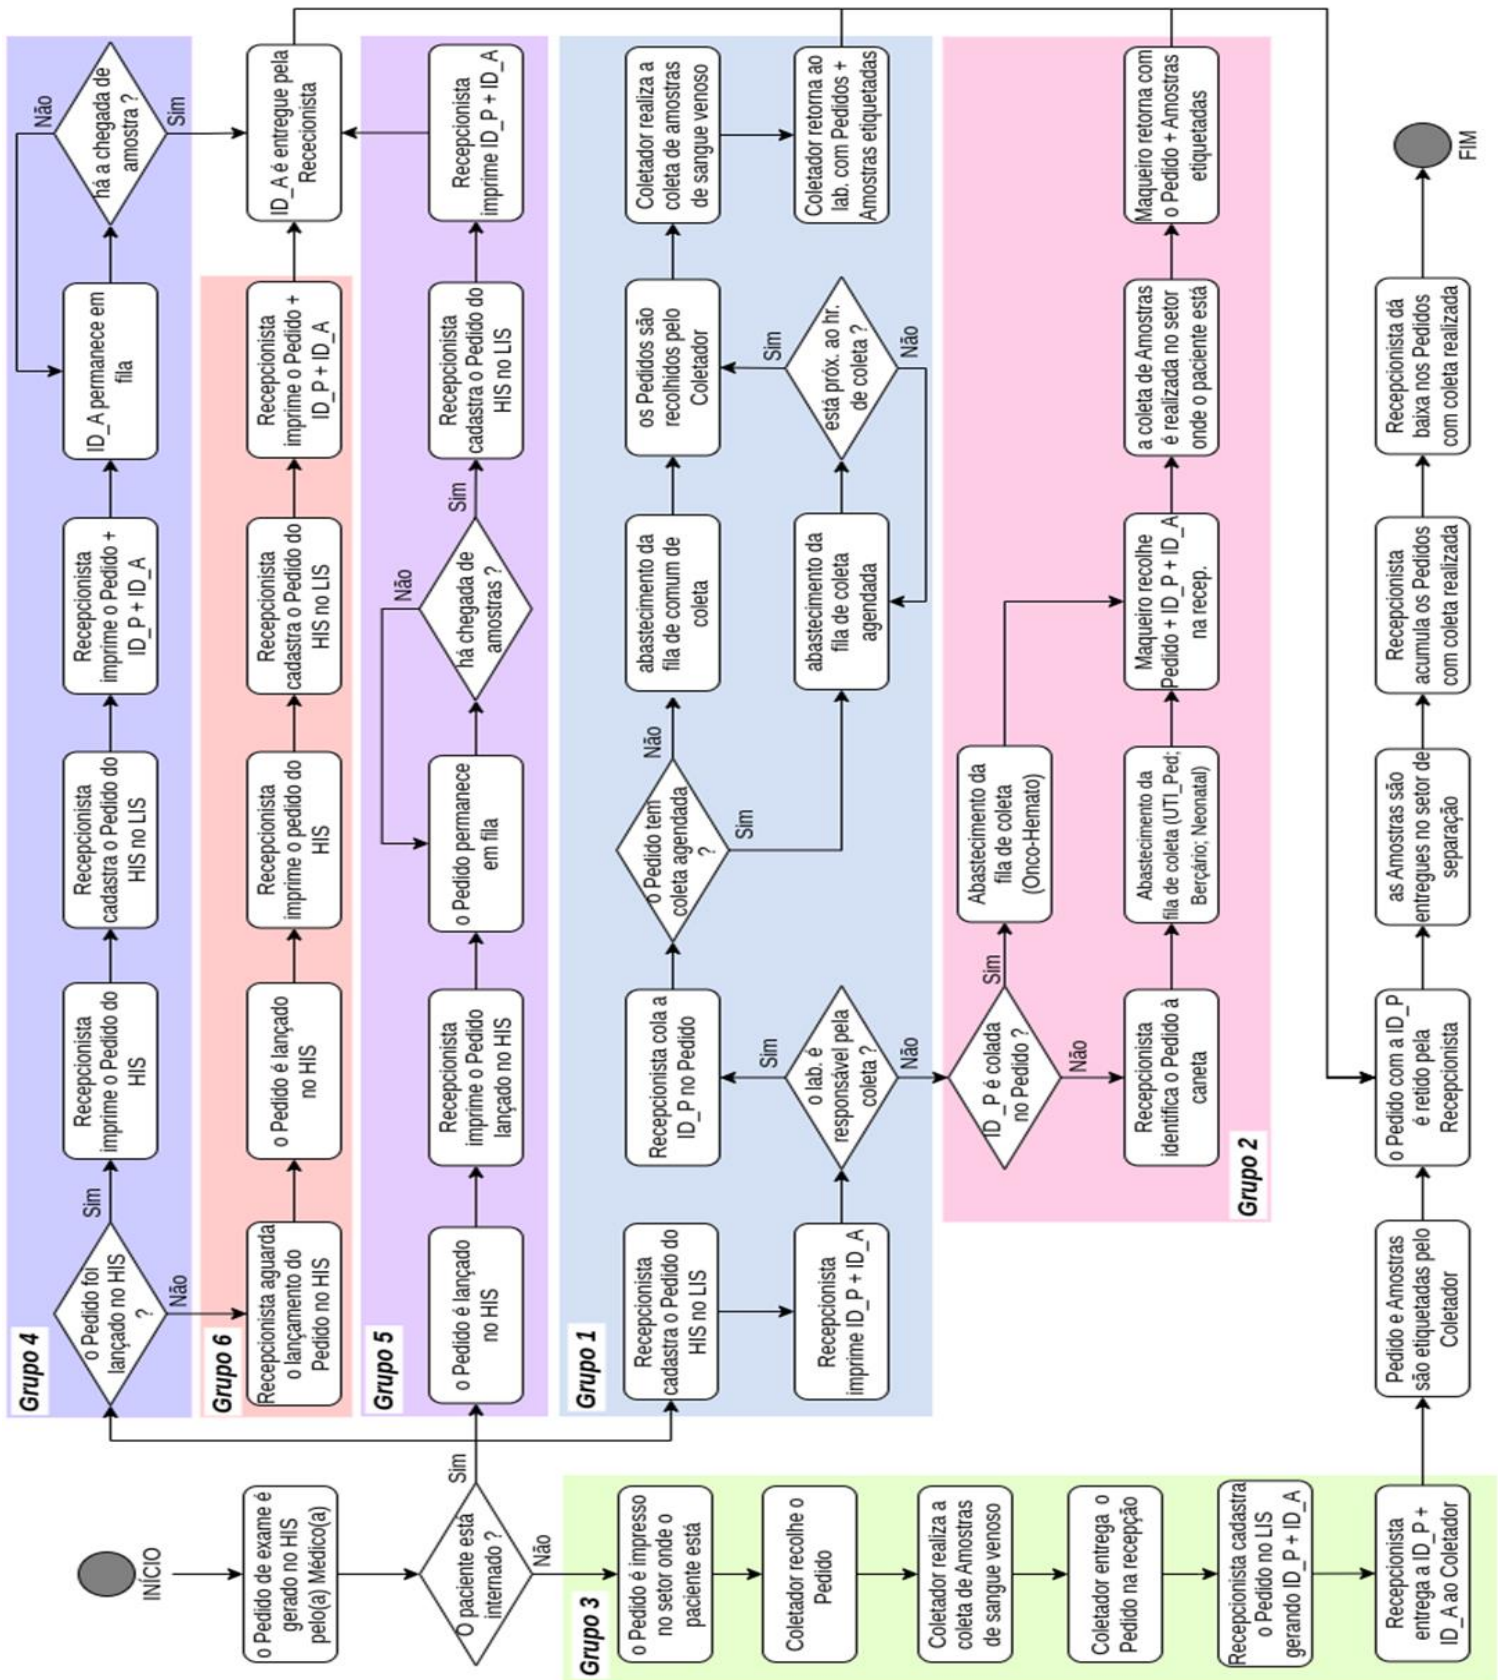 INÍCIO
o Pedido de exame é
gerado no HIS
pelo(a) Médico(a)
O paciente está
internado ?
Sim
Não
Grupo 4
o Pedido foi
lançado no HIS
?
Sim
Não
Recepcionista
imprime o Pedido do
HIS
Recepcionista
cadastra o Pedido do
HIS no LIS
Recepcionista
imprime o Pedido +
ID_P + ID_A
ID_A permanece em
fila
há a chegada de
amostra ?
Não
Sim
Grupo 6
Recepcionista aguarda
o lançamento do
Pedido no HIS
o Pedido é lançado
no HIS
Recepcionista
imprime o pedido do
HIS
Recepcionista
cadastra o Pedido do
HIS no LIS
Recepcionista
imprime o Pedido +
ID_P + ID_A
ID_A é entregue pela
Rececionista
Grupo 5
o Pedido é lançado
no HIS
Recepcionista
imprime o Pedido
lançado no HIS
o Pedido permanece
em fila
há chegada de
amostras ?
Não
Sim
Recepcionista
cadastra o Pedido do
HIS no LIS
Recepcionista
imprime ID_P + ID_A
Grupo 1
Recepcionista
cadastra o Pedido do
HIS no LIS
Recepcionista
imprime ID_P + ID_A
o lab. é
responsável pela
coleta ?
Sim
Não
Recepcionista cola a
ID_P no Pedido
o Pedido tem
coleta agendada
?
Não
Sim
abastecimento da
fila de comum de
coleta
abastecimento da
fila de coleta
agendada
está próx. ao hr.
de coleta ?
Sim
Não
os Pedidos são
recolhidos pelo
Coletador
Coletador realiza a
coleta de amostras
de sangue venoso
Coletador retorna ao
lab. com Pedidos +
Amostras etiquetadas
Grupo 2
ID_P é colada
no Pedido ?
Sim
Não
Abastecimento da
fila de coleta
(Onco-Hemato)
Recepcionista
identifica o Pedido à
caneta
Abastecimento da
fila de coleta (UTI_Ped;
Berçário; Neonatal)
Maqueiro recolhe
Pedido + ID_P + ID_A
na recep.
a coleta de Amostras
é realizada no setor
onde o paciente está
Maqueiro retorna com
o Pedido + Amostras
etiquetadas
Grupo 3
o Pedido é impresso
no setor onde o
paciente está
Coletador recolhe o
Pedido
Coletador realiza a
coleta de Amostras
de sangue venoso
Coletador entrega o
Pedido na recepção
Recepcionista cadastra
o Pedido no LIS
gerando ID_P + ID_A
Recepcionista
entrega a ID_P +
ID_A ao Coletador
Pedido e Amostras
são etiquetadas pelo
Coletador
o Pedido com a ID_P
é retido pela
Recepcionista
as Amostras são
entregues no setor de
separação
Recepcionista
acumula os Pedidos
com coleta realizada
Recepcionista dá
baixa nos Pedidos
com coleta realizada
FIM